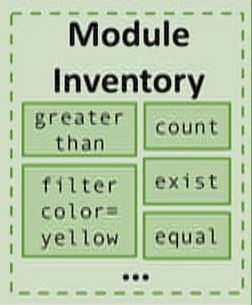 Module
Inventory
greater
than
count
filter
color=
yellow
exist
equal
...